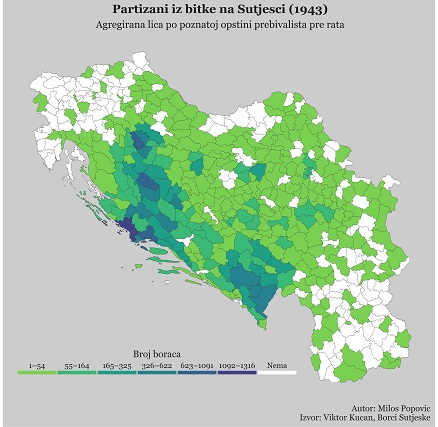 Partizani iz bitke na Sutjesci (1943)
Agregirana lica po poznatoj opstini prebivalista pre rata
Broj boraca
1–54 55–164 165–325 326–622 623–1091 1092–1316 Nema
Autor: Milos Popovic
Izvor: Viktor Kucan, Borci Sutjeske